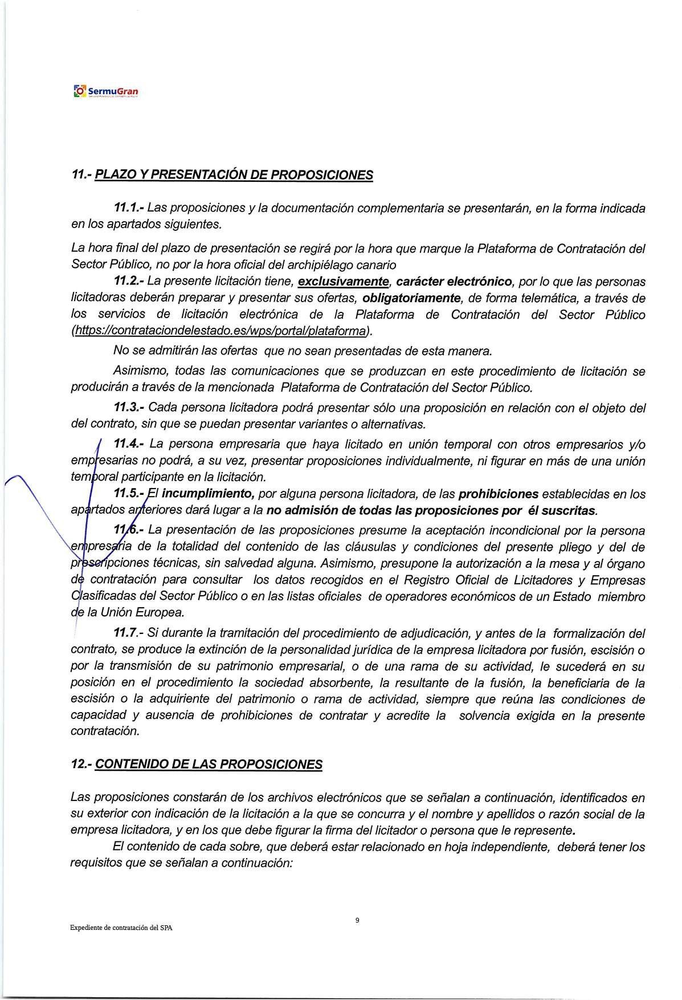 SermuGran
11.- PLAZO Y PRESENTACIÓN DE PROPOSICIONES
11.1.- Las proposiciones y la documentación complementaria se presentarán, en la forma indicada
en los apartados siguientes.
La hora final del plazo de presentación se regirá por la hora que marque la Plataforma de Contratación del
Sector Público, no por la hora oficial del archipiélago canario
11.2.- La presente licitación tiene, exclusivamente, carácter electrónico, por lo que las personas
licitadoras deberán preparar y presentar sus ofertas, obligatoriamente, de forma telemática, a través de
los servicios de licitación electrónica de la Plataforma de Contratación del Sector Público
(https://contrataciondelestado.es/wps/portal/plataforma).
No se admitirán las ofertas que no sean presentadas de esta manera.
Asimismo, todas las comunicaciones que se produzcan en este procedimiento de licitación se
producirán a través de la mencionada Plataforma de Contratación del Sector Público.
11.3.- Cada persona licitadora podrá presentar sólo una proposición en relación con el objeto del
del contrato, sin que se puedan presentar variantes o alternativas.
11.4.- La persona empresaria que haya licitado en unión temporal con otros empresarios y/o
empresarias no podrá, a su vez, presentar proposiciones individualmente, ni figurar en más de una unión
temporal participante en la licitación.
11.5.- El incumplimiento, por alguna persona licitadora, de las prohibiciones establecidas en los
apartados anteriores dará lugar a la no admisión de todas las proposiciones por él suscritas.
11.6.- La presentación de las proposiciones presume la aceptación incondicional por la persona
empresaria de la totalidad del contenido de las cláusulas y condiciones del presente pliego y del de
prescripciones técnicas, sin salvedad alguna. Asimismo, presupone la autorización a la mesa y al órgano
de contratación para consultar los datos recogidos en el Registro Oficial de Licitadores y Empresas
Clasificadas del Sector Público o en las listas oficiales de operadores económicos de un Estado miembro
de la Unión Europea.
11.7.- Si durante la tramitación del procedimiento de adjudicación, y antes de la formalización del
contrato, se produce la extinción de la personalidad jurídica de la empresa licitadora por fusión, escisión o
por la transmisión de su patrimonio empresarial, o de una rama de su actividad, le sucederá en su
posición en el procedimiento la sociedad absorbente, la resultante de la fusión, la beneficiaria de la
escisión o la adquiriente del patrimonio o rama de actividad, siempre que reúna las condiciones de
capacidad y ausencia de prohibiciones de contratar y acredite la solvencia exigida en la presente
contratación.
12.- CONTENIDO DE LAS PROPOSICIONES
Las proposiciones constarán de los archivos electrónicos que se señalan a continuación, identificados en
su exterior con indicación de la licitación a la que se concurra y el nombre y apellidos o razón social de la
empresa licitadora, y en los que debe figurar la firma del licitador o persona que le represente.
El contenido de cada sobre, que deberá estar relacionado en hoja independiente, deberá tener los
requisitos que se señalan a continuación:
9
Expediente de contratación del SPA